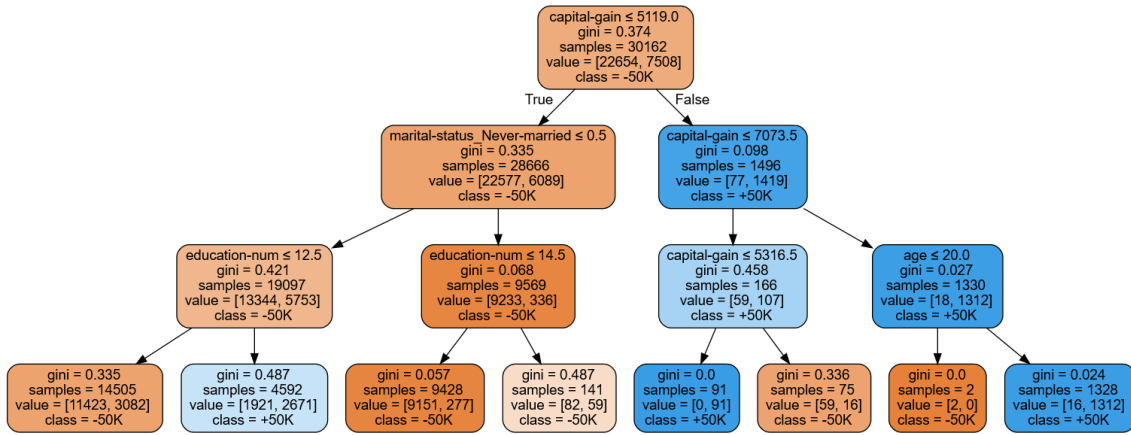 capital-gain ≤ 5119.0
gini = 0.374
samples = 30162
value = [22654, 7508]
class = -50K
True
False
marital-status_Never-married ≤ 0.5
gini = 0.335
samples = 28666
value = [22577, 6089]
class = -50K
capital-gain ≤ 7073.5
gini = 0.098
samples = 1496
value = [77, 1419]
class = +50K
education-num ≤ 12.5
gini = 0.421
samples = 19097
value = [13344, 5753]
class = -50K
education-num ≤ 14.5
gini = 0.068
samples = 9569
value = [9233, 336]
class = -50K
capital-gain ≤ 5316.5
gini = 0.458
samples = 166
value = [59, 107]
class = +50K
age ≤ 20.0
gini = 0.027
samples = 1330
value = [18, 1312]
class = +50K
gini = 0.335
samples = 14505
value = [11423, 3082]
class = -50K
gini = 0.487
samples = 4592
value = [1921, 2671]
class = +50K
gini = 0.057
samples = 9428
value = [9151, 277]
class = -50K
gini = 0.487
samples = 141
value = [82, 59]
class = -50K
gini = 0.0
samples = 91
value = [0, 91]
class = +50K
gini = 0.336
samples = 75
value = [59, 16]
class = -50K
gini = 0.0
samples = 2
value = [2, 0]
class = -50K
gini = 0.024
samples = 1328
value = [16, 1312]
class = +50K